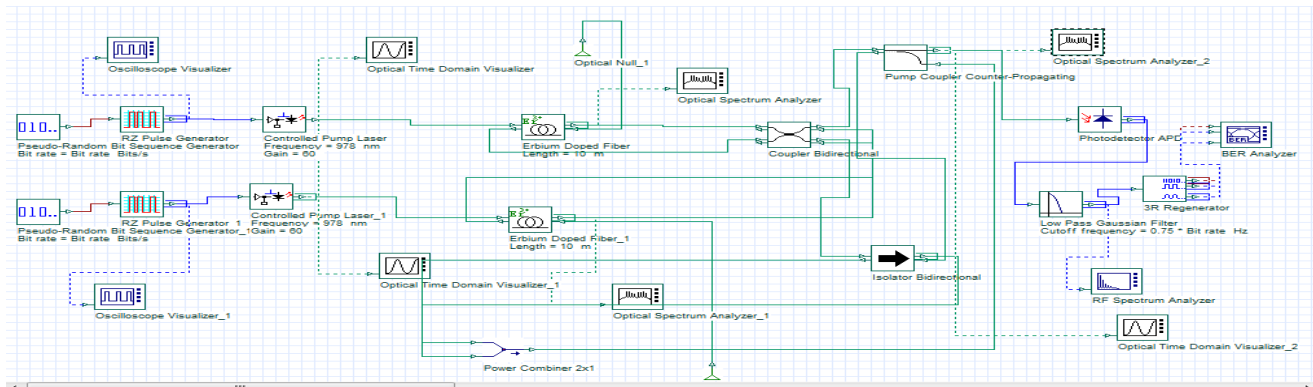 Oscilloscope Visualizer
Optical Time Domain Visualizer
Optical Null_1
Optical Spectrum Analyzer
Pump Coupler Counter-Propagating
Optical Spectrum Analyzer_2
010..
Pseudo-Random Bit Sequence Generator
Bit rate = Bit rate Bits/s
RZ Pulse Generator
Controlled Pump Laser
Frequency = 978 nm
Gain = 60
Erbium Doped Fiber
Length = 10 m
Coupler Bidirectional
Photodetector APD
BER Analyzer
010..
Pseudo-Random Bit Sequence Generator_1
Bit rate = Bit rate Bits/s
RZ Pulse Generator_1
Controlled Pump Laser_1
Frequency = 978 nm
Gain = 60
Erbium Doped Fiber_1
Length = 10 m
Low Pass Gaussian Filter
Cutoff frequency = 0.75 * Bit rate Hz
3R Regenerator
Optical Time Domain Visualizer_1
Isolator Bidirectional
Oscilloscope Visualizer_1
Optical Spectrum Analyzer_1
RF Spectrum Analyzer
Optical Time Domain Visualizer_2
Power Combiner 2x1